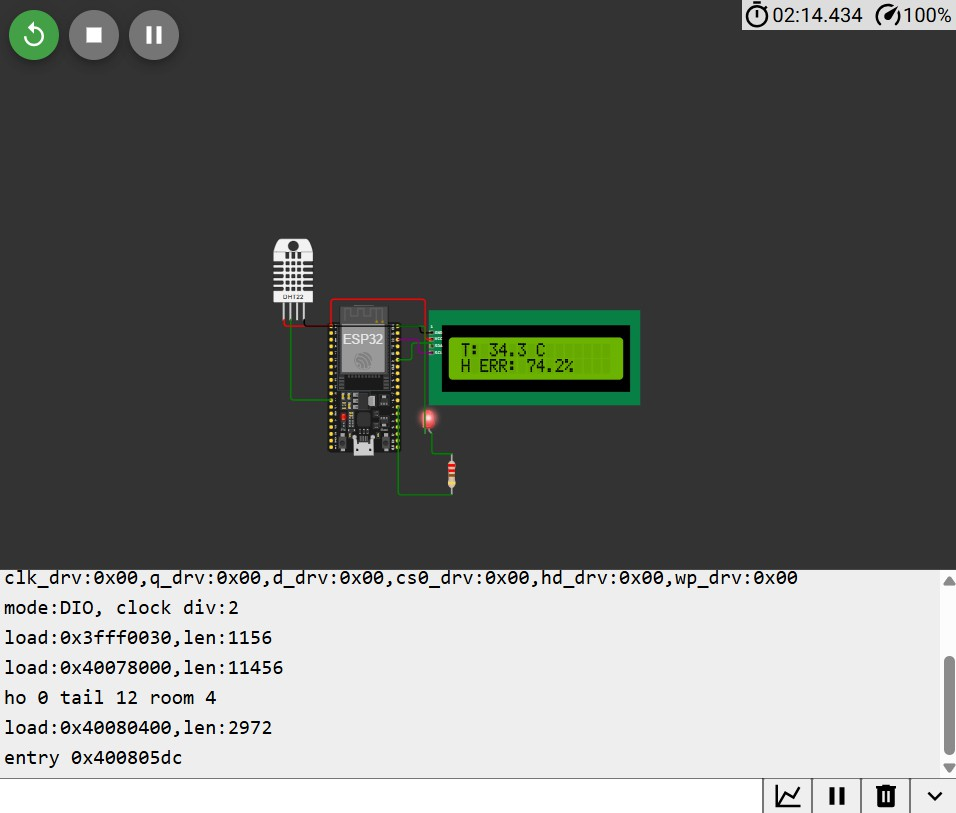 02:14.434 100%
DHT22
ESP32
T: 34.3 C
H ERR: 74.2%
clk_drv:0x00,q_drv:0x00,d_drv:0x00,cs0_drv:0x00,hd_drv:0x00,wp_drv:0x00
mode:DIO, clock div:2
load:0x3fff0030,len:1156
load:0x40078000,len:11456
ho 0 tail 12 room 4
load:0x40080400,len:2972
entry 0x400805dc